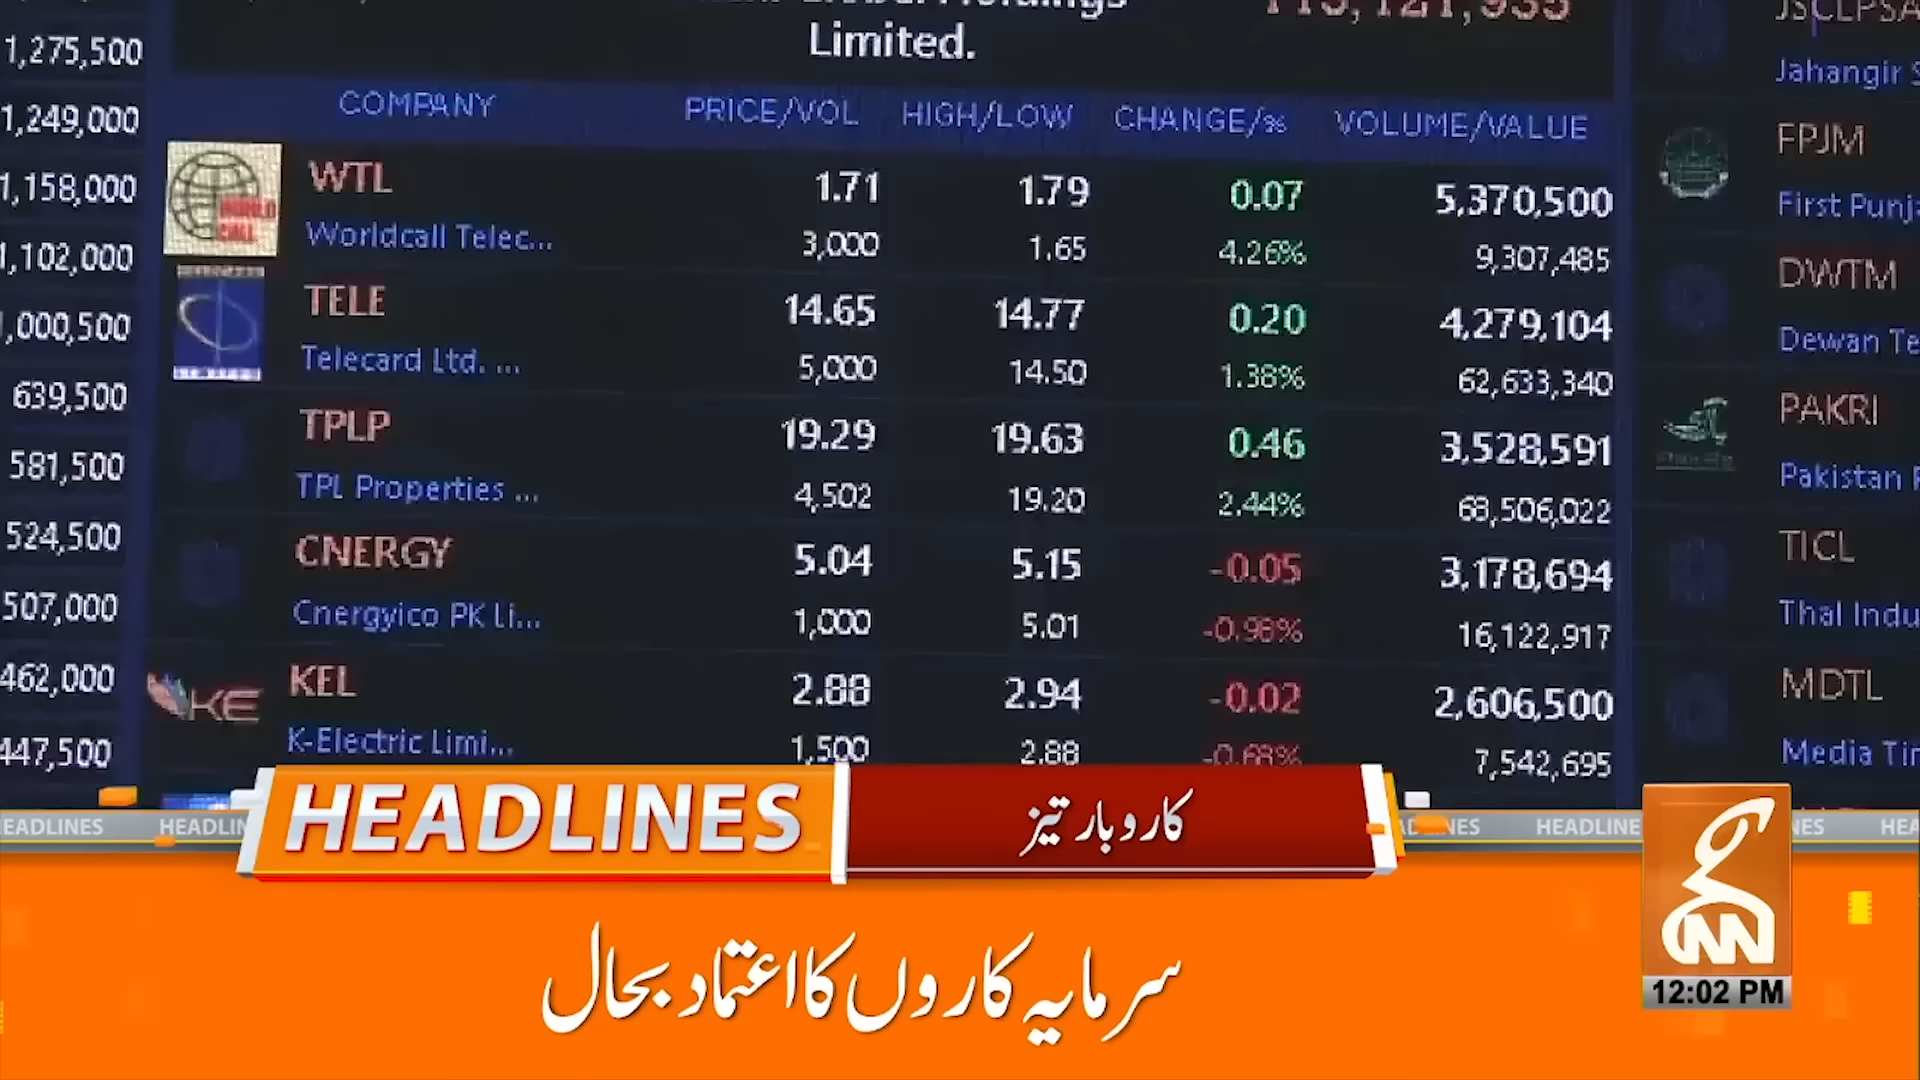 Limited.
1,275,500
1,249,000
1,158,000
1,102,000
639,500
581,500
524,500
507,000
462,000
447,500
COMPANY PRICE/VOL HIGH/LOW CHANGE/% VOLUME/VALUE
WTL 1.71 1.79 0.07 5,370,500
Worldcall Telec... 3,000 1.65 4.26% 9,307,485
TELE 14.65 14.77 0.20 4,279,104
Telecard Ltd. ... 5,000 14.50 1.38% 62,633,340
TPLP 19.29 19.63 0.46 3,528,591
TPL Properties ... 4,502 19.20 2.44% 68,506,022
CNERGY 5.04 5.15 -0.05 3,178,694
Cnergyico PK Li... 1,000 5.01 -0.98% 16,122,917
KE
KEL 2.88 2.94 -0.02 2,606,500
K-Electric Limi... 1,500 2.88 -0.68% 7,542,695
Jahangir
FPJM
First Punj
DWTM
Dewan Te
PAKRI
Pakistan
TICL
Thal Indu
MDTL
Media Tim
HEADLINES
کاروبار تیز
سرمایہ کاروں کا اعتماد بحال
GNN
12:02 PM